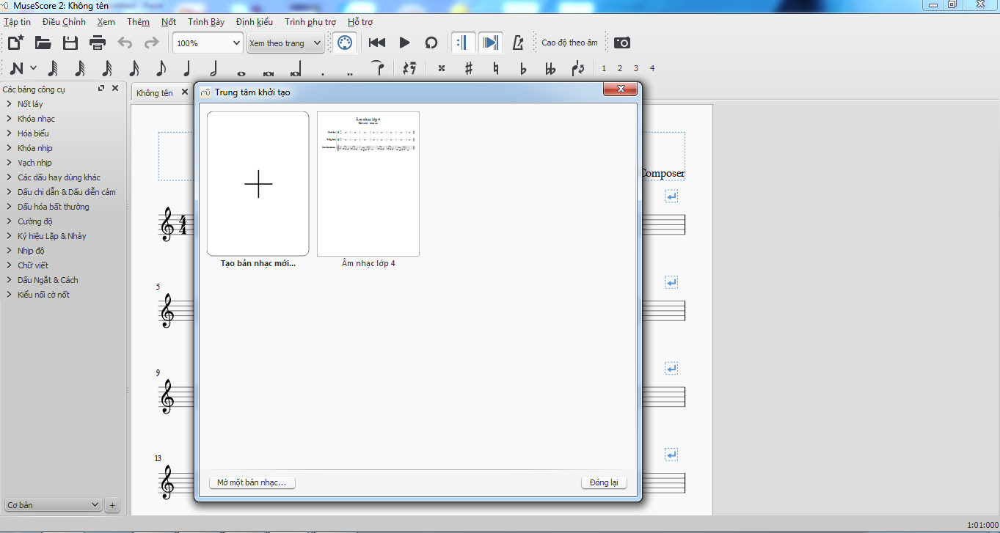 MuseScore 2: Không tên
Tập tin Điều Chỉnh Xem Thêm Nốt Trình Bày Định kiểu Trình phụ trợ Hỗ trợ
100% Xem theo trang Cao độ theo âm
1 2 3 4
Các bảng công cụ
Nốt láy
Khóa nhạc
Hóa biểu
Khóa nhịp
Vạch nhịp
Các dấu hay dùng khác
Dấu chỉ dẫn & Dấu diễn cảm
Dấu hóa bất thường
Cường độ
Ký hiệu Lặp & Nhảy
Nhịp độ
Chữ viết
Dấu Ngắt & Cách
Kiểu nối cờ nốt
Cơ bản
+
Không tên
Trung tâm khởi tạo
Âm nhạc lớp 4
Tạo bản nhạc mới...
Âm nhạc lớp 4
Mở một bản nhạc...
Đóng lại
Composer
5
9
13
1:01:000